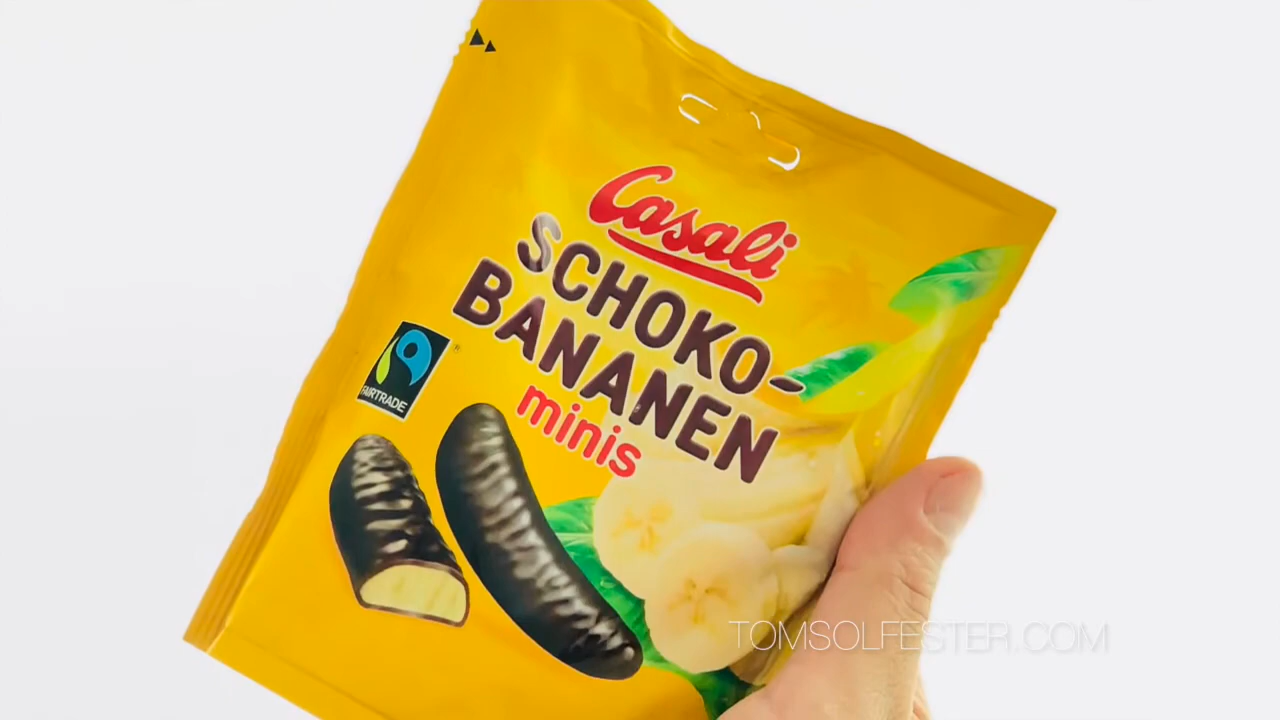 Casali
SCHOKO-
BANANEN
minis
FAIRTRADE
®
TOMSOLFESTER.COM